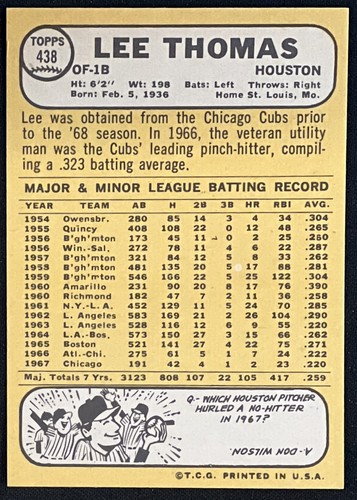 TOPPS
438
LEE THOMAS
OF-1B HOUSTON
Ht: 6'2" Wt: 198 Bats: Left Throws: Right
Born: Feb. 5, 1936 Home St. Louis, Mo.
Lee was obtained from the Chicago Cubs prior
to the '68 season. In 1966, the veteran utility
man was the Cubs' leading pinch-hitter, compil-
ing a .323 batting average.
MAJOR & MINOR LEAGUE BATTING RECORD
YEAR TEAM AB H 2B 3B HR RBI AVG.
1954 Owensbr. 280 85 14 3 4 34 .304
1955 Quincy 408 108 22 0 12 48 .265
1956 B'gh'mton 173 45 11 0 2 25 .260
1956 Win.-Sal. 272 78 11 4 6 22 .287
1957 B'gh'mton 321 84 12 5 8 33 .262
1958 B'gh'mton 481 135 20 5 17 88 .281
1959 B'gh'mton 546 166 22 5 25 122 .304
1960 Amarillo 231 90 20 8 17 76 .390
1960 Richmond 182 47 7 2 11 36 .258
1961 N.Y.-L.A. 452 129 11 5 24 70 .285
1962 L. Angeles 583 169 21 2 26 104 .290
1963 L. Angeles 528 116 12 6 9 55 .220
1964 L.A.-Bos. 573 150 27 3 15 66 .262
1965 Boston 521 141 27 4 22 75 .271
1966 Atl.-Chi. 275 61 5 1 7 24 .222
1967 Chicago 191 42 4 1 2 23 .220
Maj. Totals 7 Yrs. 3123 808 107 22 105 417 .259
Q-WHICH HOUSTON PITCHER
HURLED A NO-HITTER
IN 1967?
A-DON WILSON
©T.C.G. PRINTED IN U.S.A.